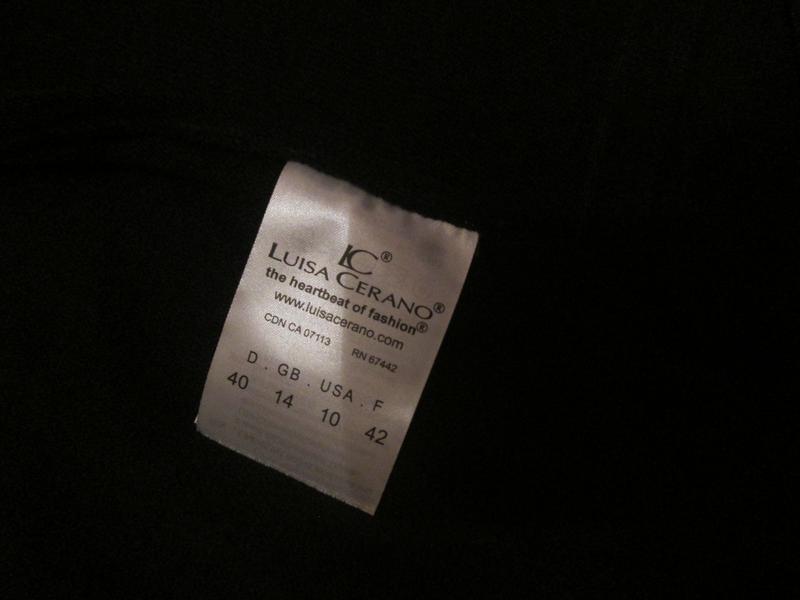 LC®
LUISA CERANO®
the heartbeat of fashion®
www.luisacerano.com
CDN CA 07113 RN 67442
D . GB . USA . F
40 14 10 42